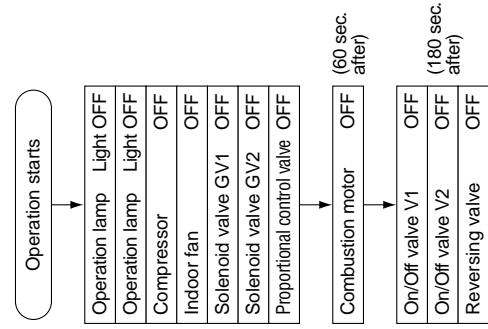 Operation starts
Operation lamp Light OFF
Operation lamp Light OFF
Compressor OFF
Indoor fan OFF
Solenoid valve GV1 OFF
Solenoid valve GV2 OFF
Proportional control valve OFF
Combustion motor OFF
(60 sec.
after)
On/Off valve V1 OFF
On/Off valve V2 OFF
Reversing valve OFF
(180 sec.
after)